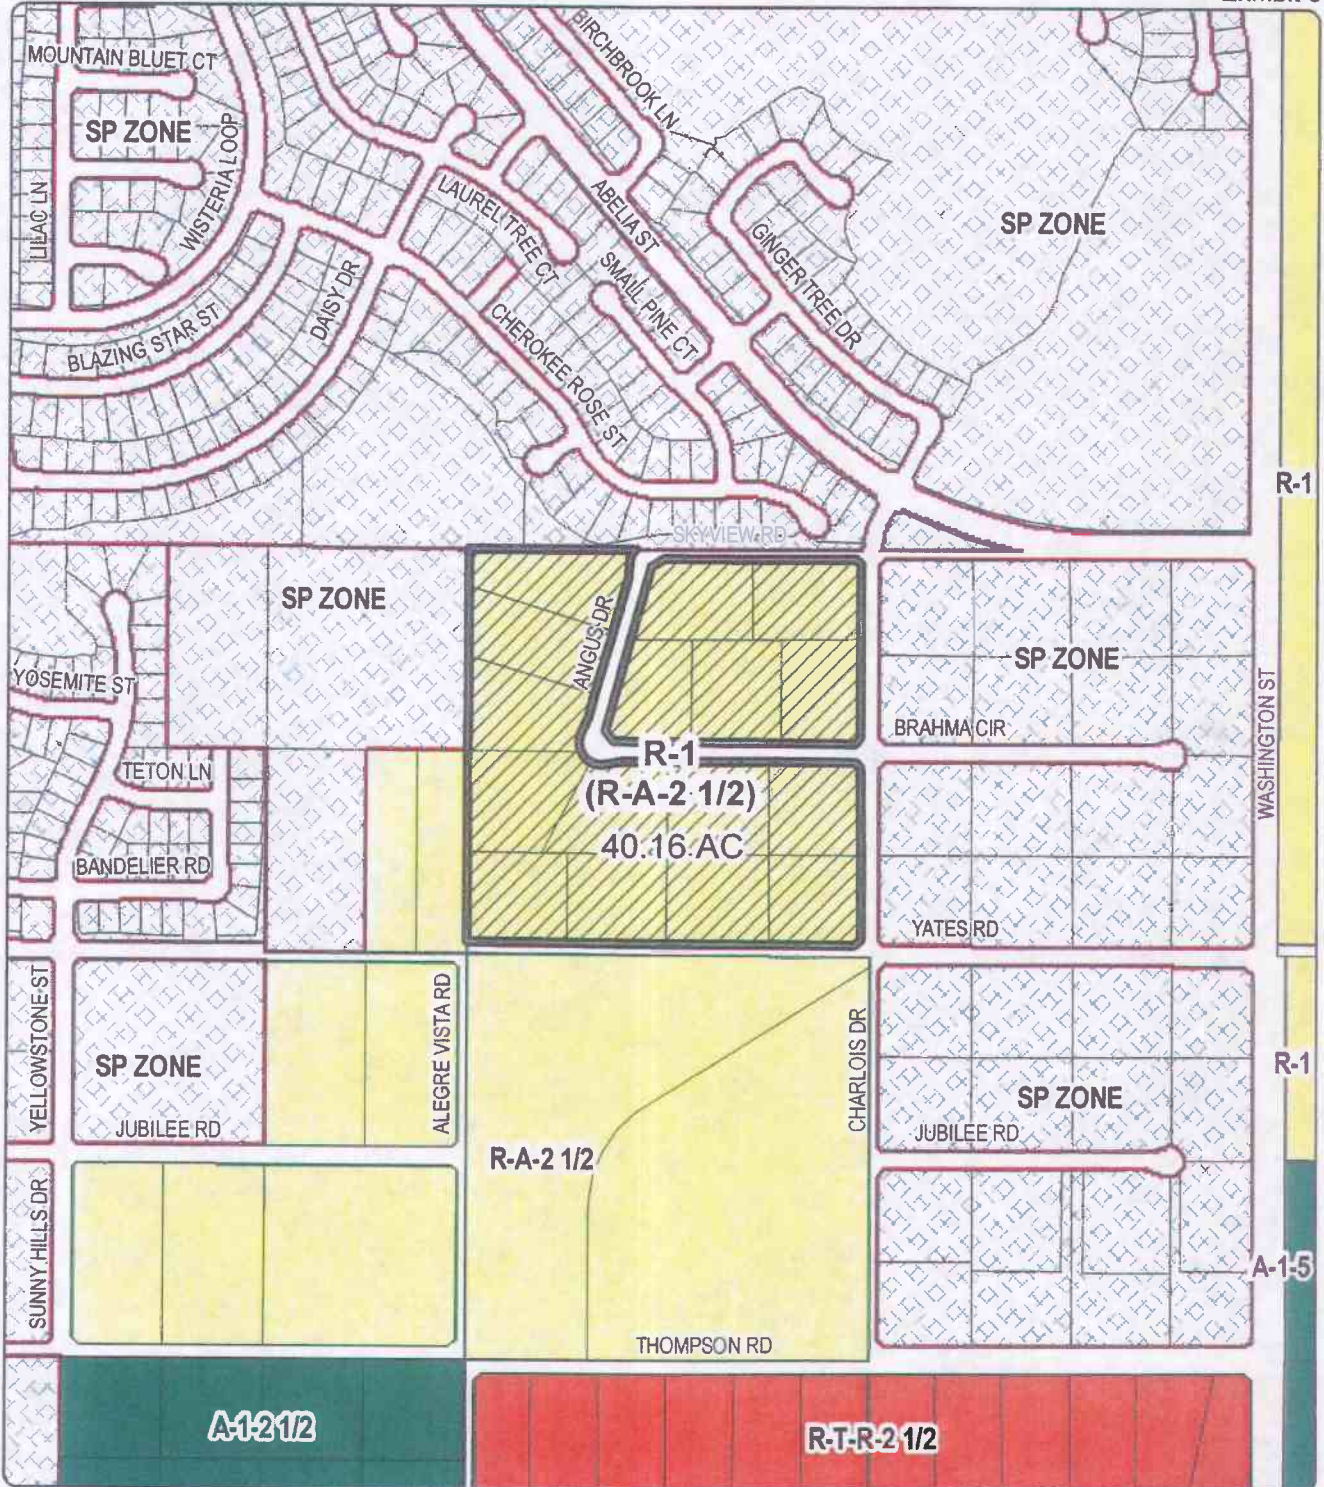 MOUNTAIN BLUET CT
BIRCHBROOK LN
SP ZONE
WISTERIA LOOP
LILAC LN
LAUREL TREE CT
ABELIA ST
GINGER TREE DR
SP ZONE
SMALL PINE CT
DAISY DR
BLAZING STAR ST
CHEROKEE ROSE ST
R-1
SKYVIEW RD
SP ZONE
ANGUS DR
SP ZONE
YOSEMITE ST
WASHINGTON ST
BRAHMA CIR
R-1
(R-A-2 1/2)
40.16 AC
TETON LN
BANDELIER RD
YATES RD
YELLOWSTONE ST
ALEGRE VISTA RD
CHARLOIS DR
SP ZONE
R-1
SP ZONE
JUBILEE RD
JUBILEE RD
R-A-2 1/2
SUNNY HILLS DR
A-1-5
THOMPSON RD
A-1-2 1/2
R-T-R-2 1/2